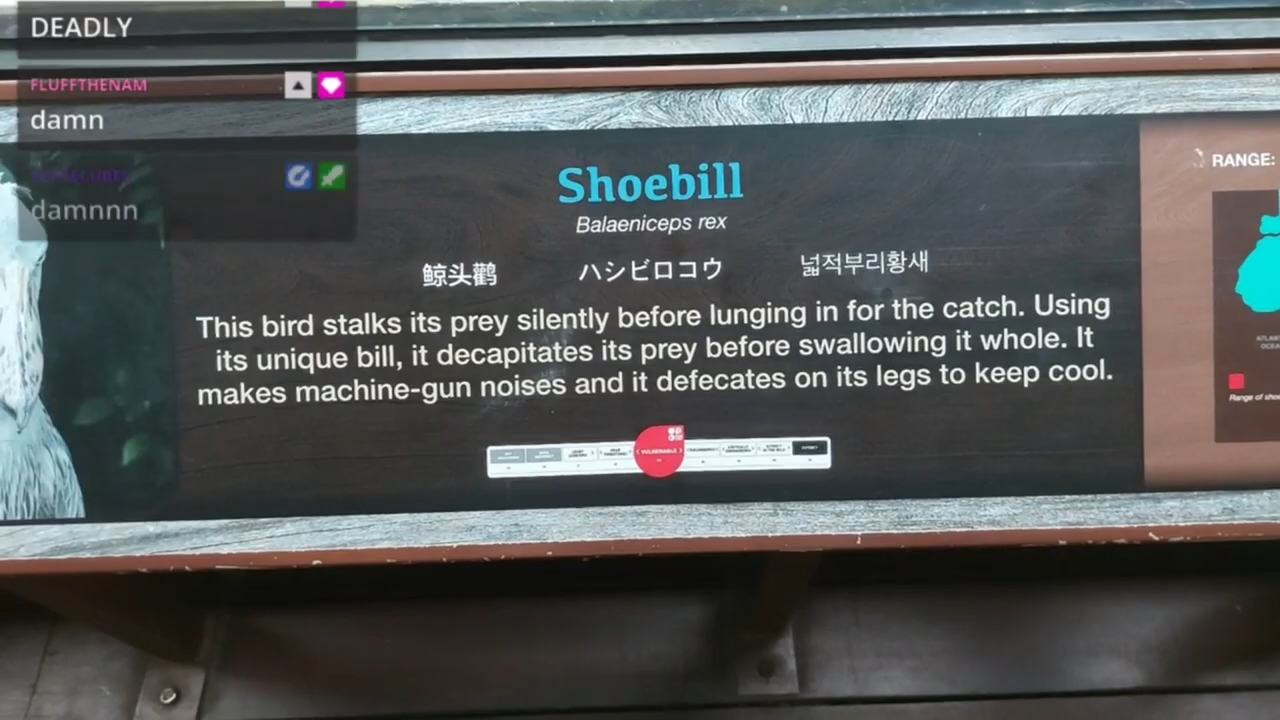 DEADLY
FLUFFTHENAM
damn
damnnn
Shoebill
Balaeniceps rex
鲸头鹳 ハシビロコウ 넓적부리황새
This bird stalks its prey silently before lunging in for the catch. Using
its unique bill, it decapitates its prey before swallowing it whole. It
makes machine-gun noises and it defecates on its legs to keep cool.
VULNERABLE
RANGE:
Range of